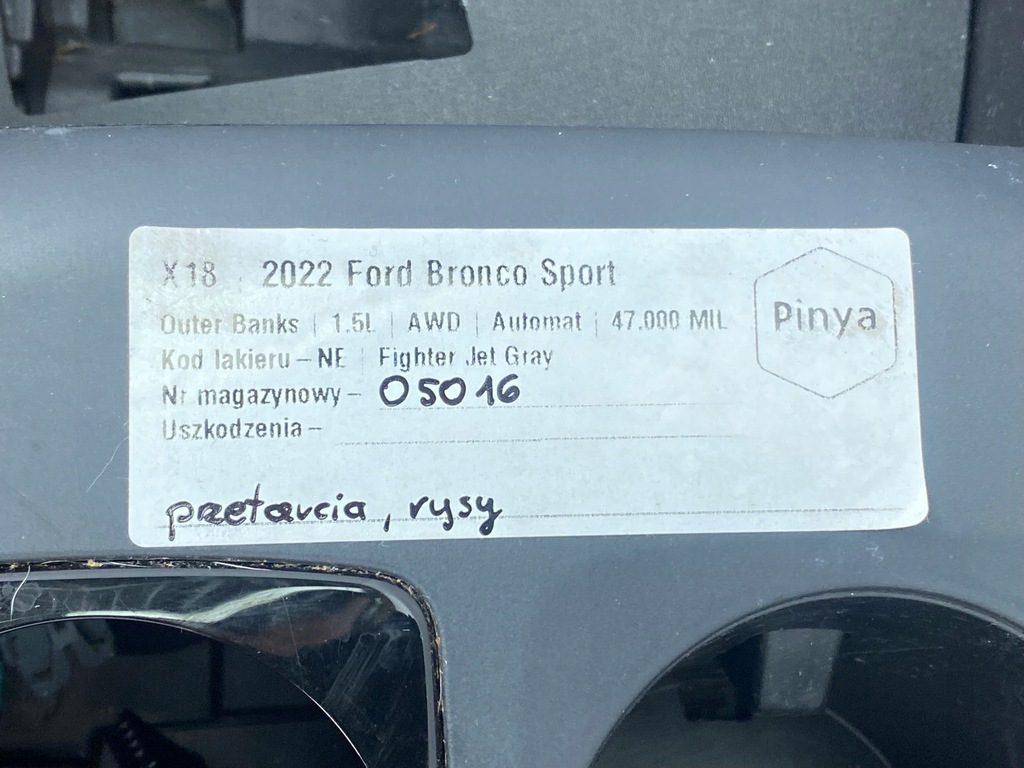 X18 2022 Ford Bronco Sport
Pinya
Outer Banks | 1.5L | AWD | Automat | 47.000 MIL
Kod lakieru – NE | Fighter Jet Gray
Nr magazynowy – 05016
Uszkodzenia –
przetarcia, rysy